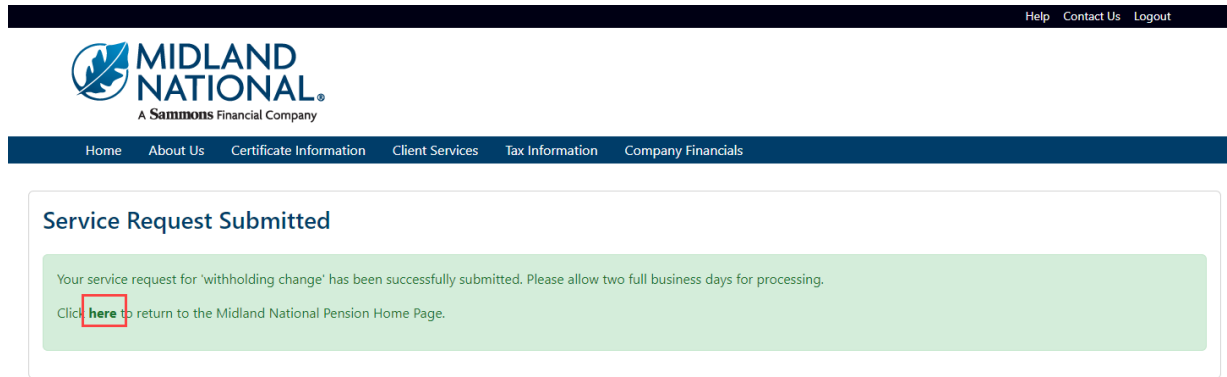 Help Contact Us Logout
MIDLAND
NATIONAL®
A Sammons Financial Company
Home About Us Certificate Information Client Services Tax Information Company Financials
Service Request Submitted
Your service request for 'withholding change' has been successfully submitted. Please allow two full business days for processing.
Click here to return to the Midland National Pension Home Page.